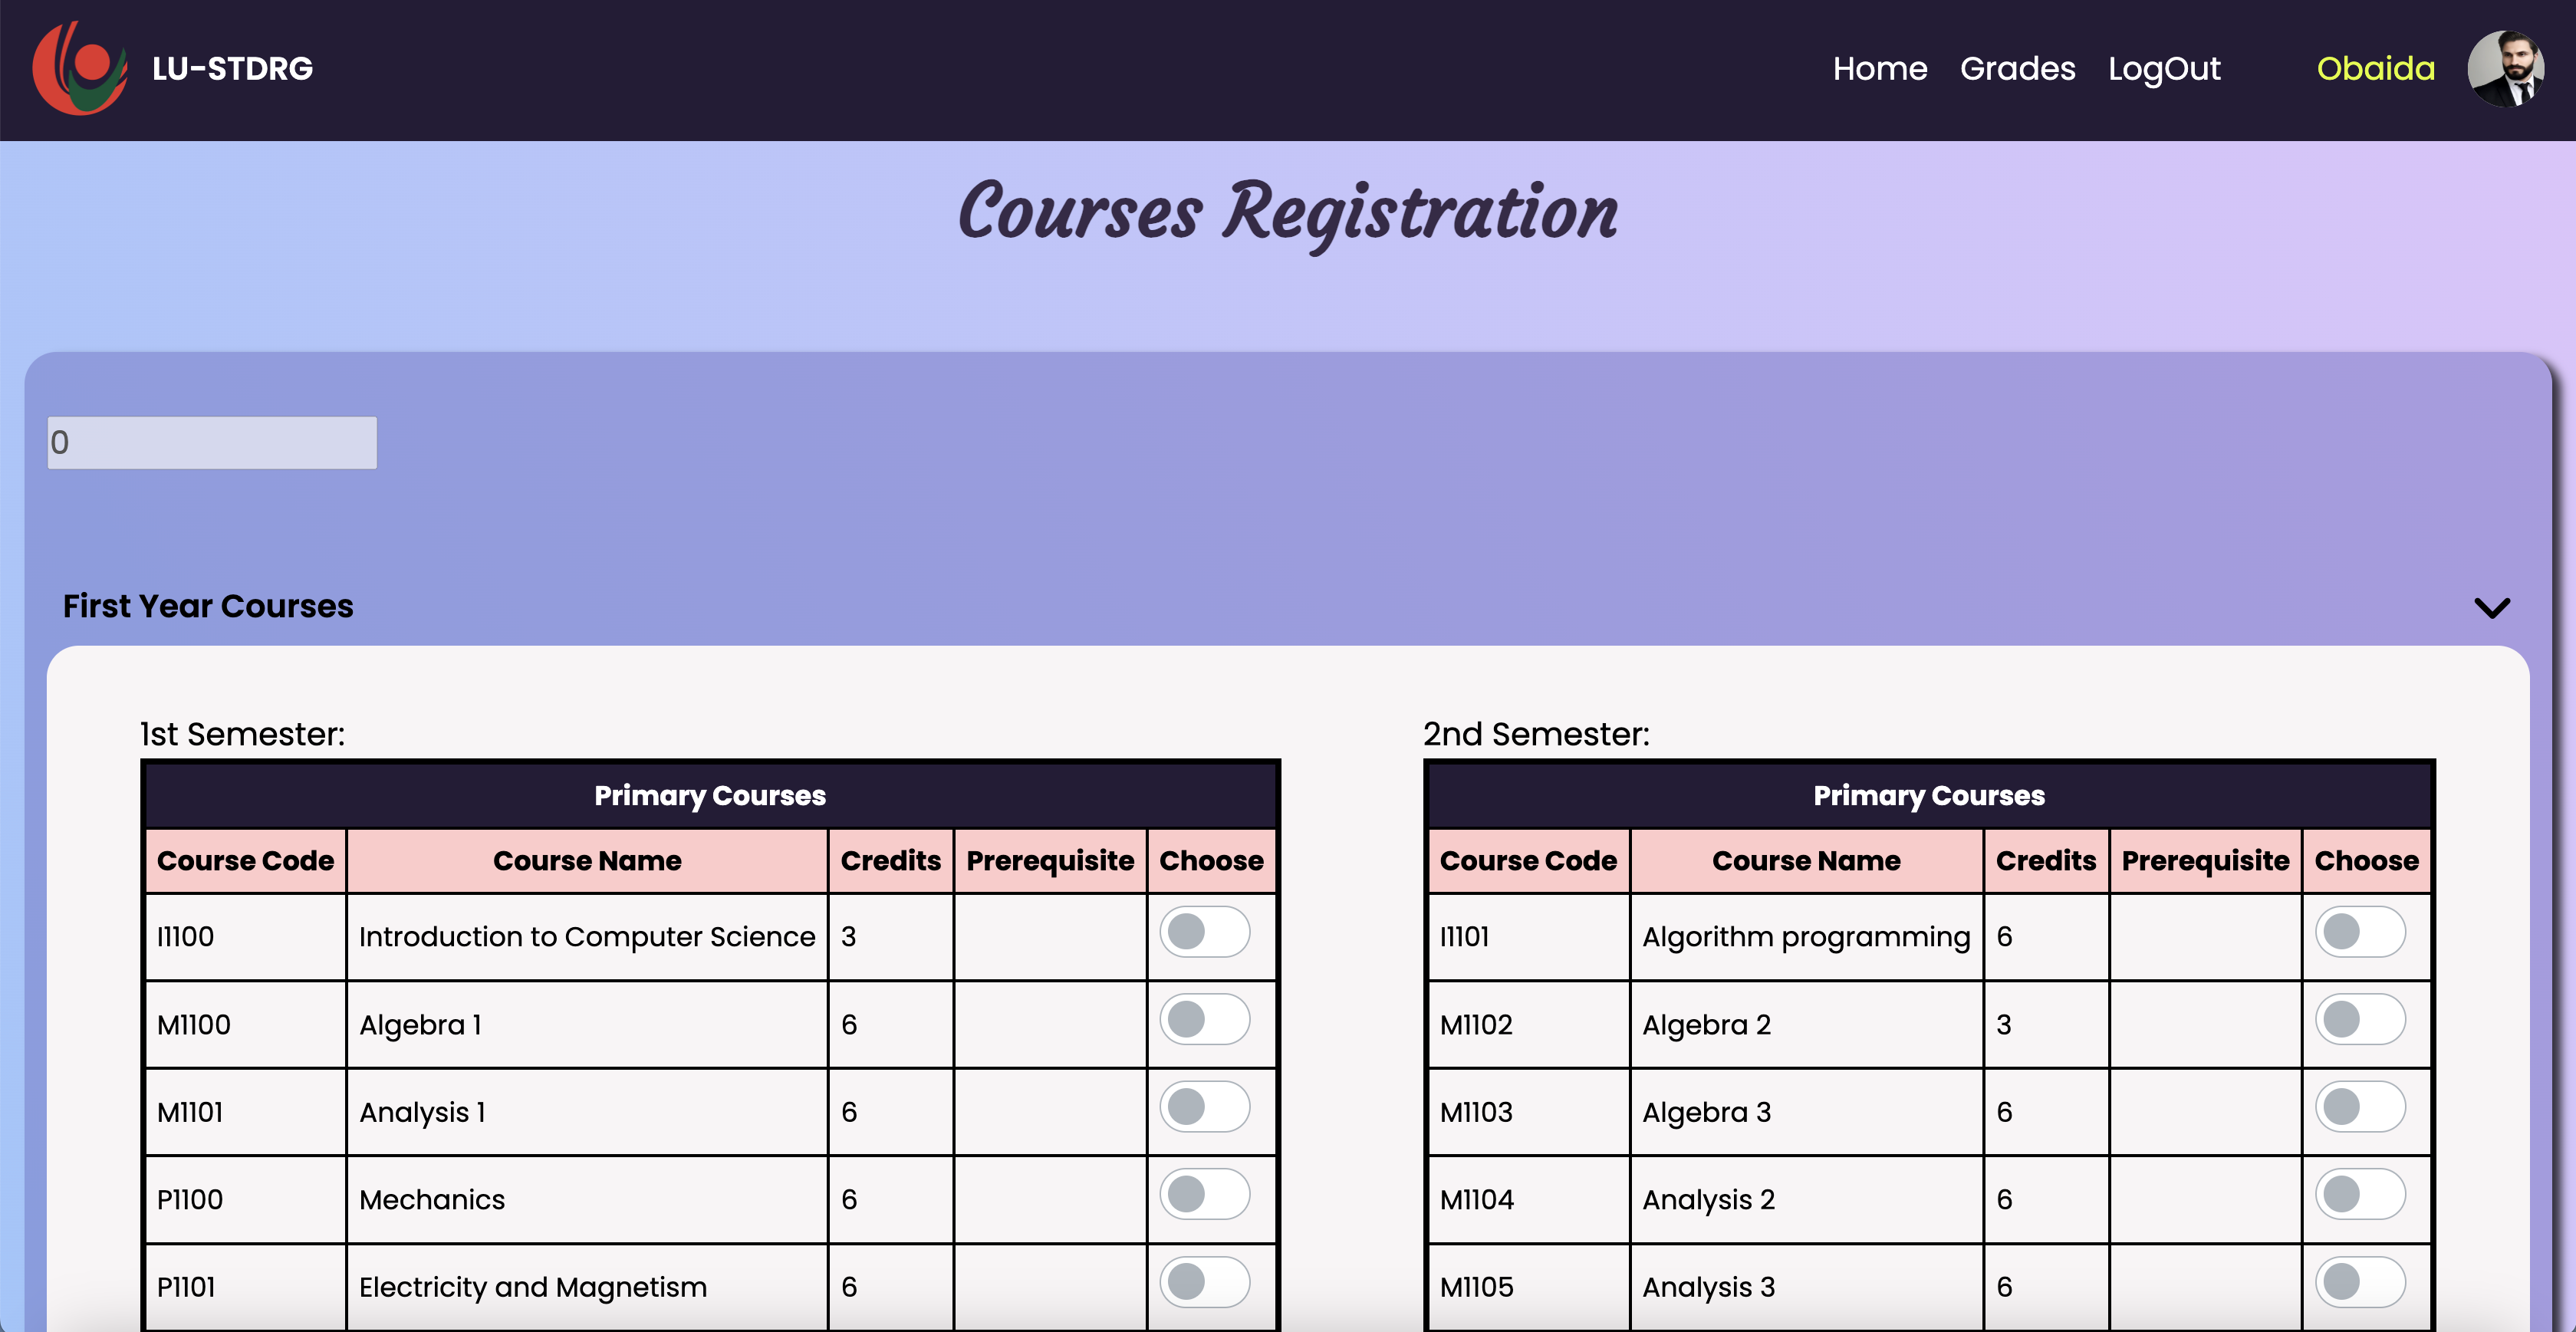 LU-STDRG
Home Grades LogOut Obaida
Courses Registration
0
First Year Courses
1st Semester:
Primary Courses
Course Code Course Name Credits Prerequisite Choose
I1100 Introduction to Computer Science 3
M1100 Algebra 1 6
M1101 Analysis 1 6
P1100 Mechanics 6
P1101 Electricity and Magnetism 6
2nd Semester:
Primary Courses
Course Code Course Name Credits Prerequisite Choose
I1101 Algorithm programming 6
M1102 Algebra 2 3
M1103 Algebra 3 6
M1104 Analysis 2 6
M1105 Analysis 3 6